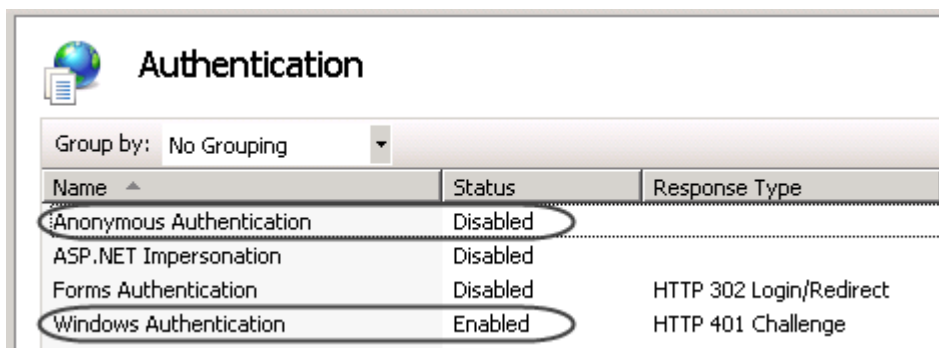 Authentication
Group by: No Grouping
Name Status Response Type
Anonymous Authentication Disabled
ASP.NET Impersonation Disabled
Forms Authentication Disabled HTTP 302 Login/Redirect
Windows Authentication Enabled HTTP 401 Challenge